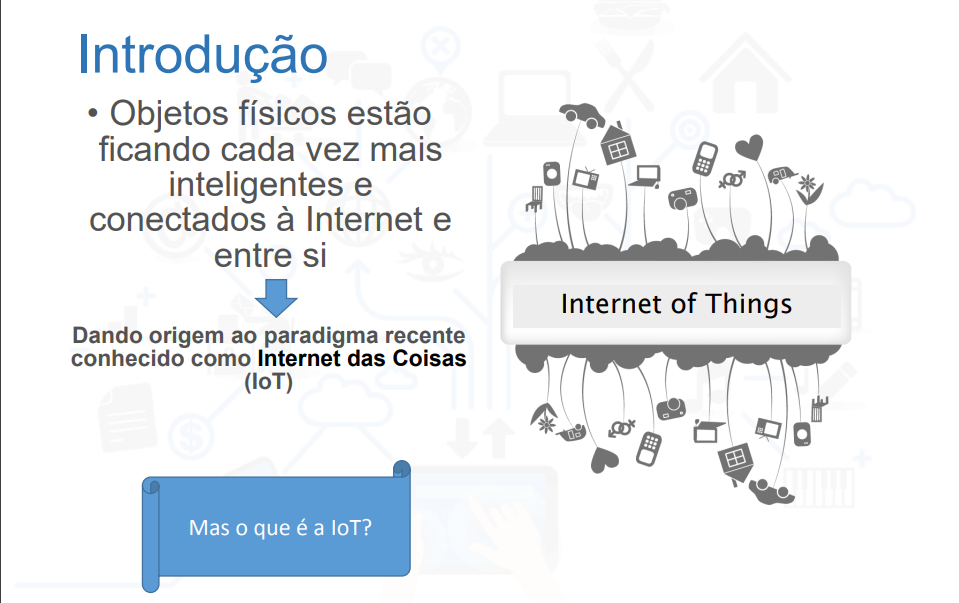 Introdução
• Objetos físicos estão
ficando cada vez mais
inteligentes e
conectados à Internet e
entre si
Dando origem ao paradigma recente
conhecido como Internet das Coisas
(IoT)
Mas o que é a IoT?
Internet of Things